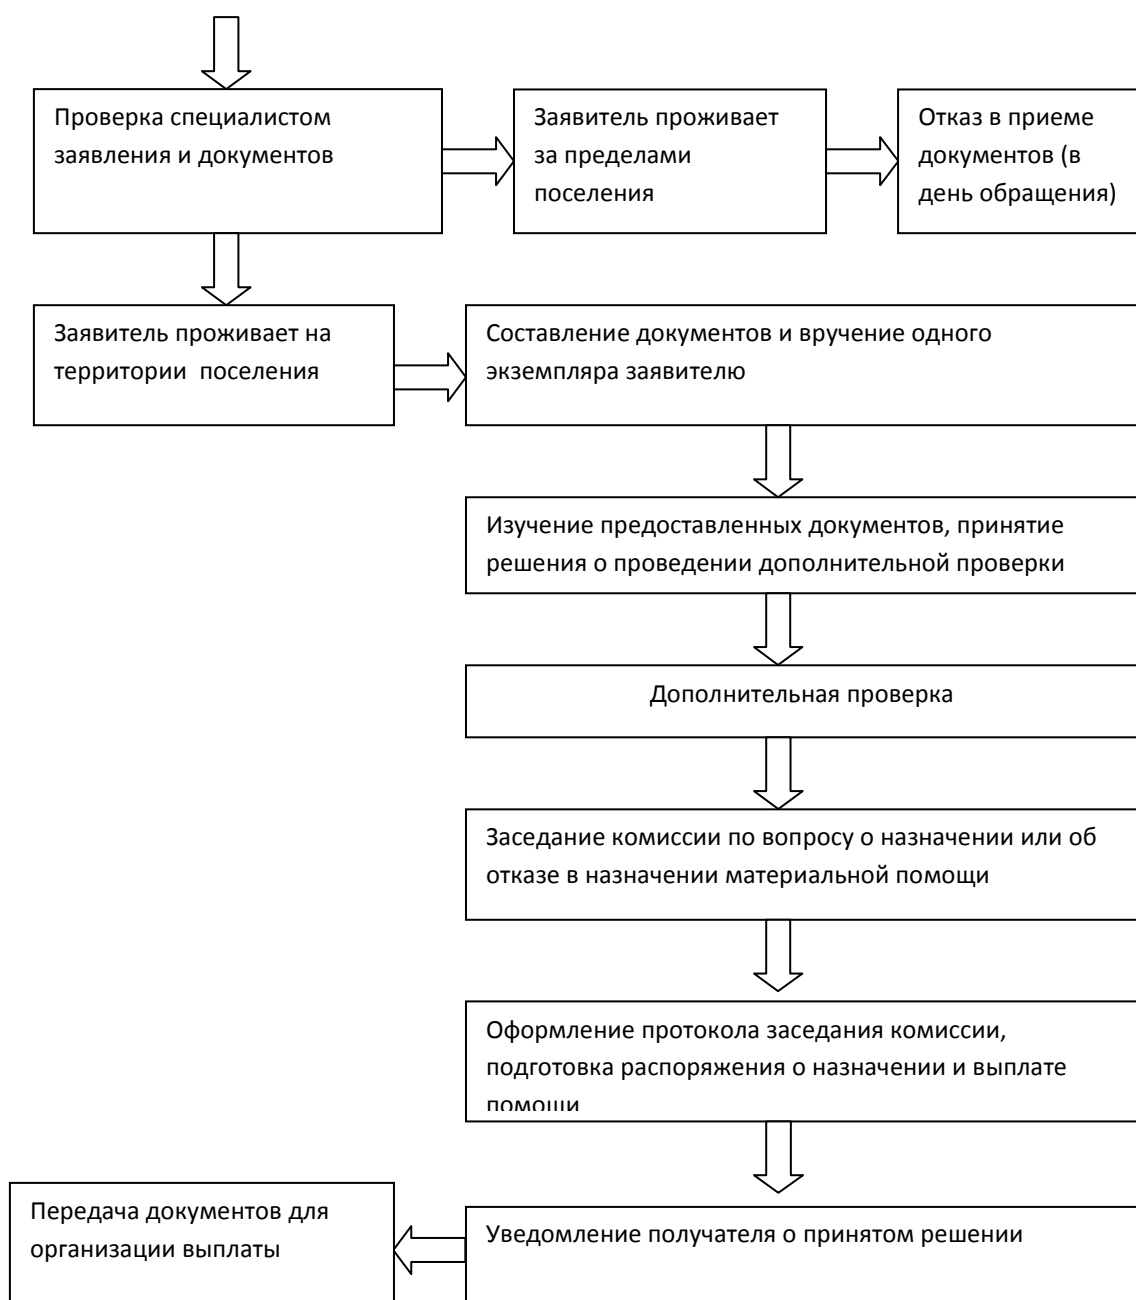 Проверка специалистом
заявления и документов
Заявитель проживает
за пределами
поселения
Отказ в приеме
документов (в
день обращения)
Заявитель проживает на
территории  поселения
Составление документов и вручение одного
экземпляра заявителю
Изучение предоставленных документов, принятие
решения о проведении дополнительной проверки
Дополнительная проверка
Заседание комиссии по вопросу о назначении или об
отказе в назначении материальной помощи
Оформление протокола заседания комиссии,
подготовка распоряжения о назначении и выплате
помощи
Передача документов для
организации выплаты
Уведомление получателя о принятом решении